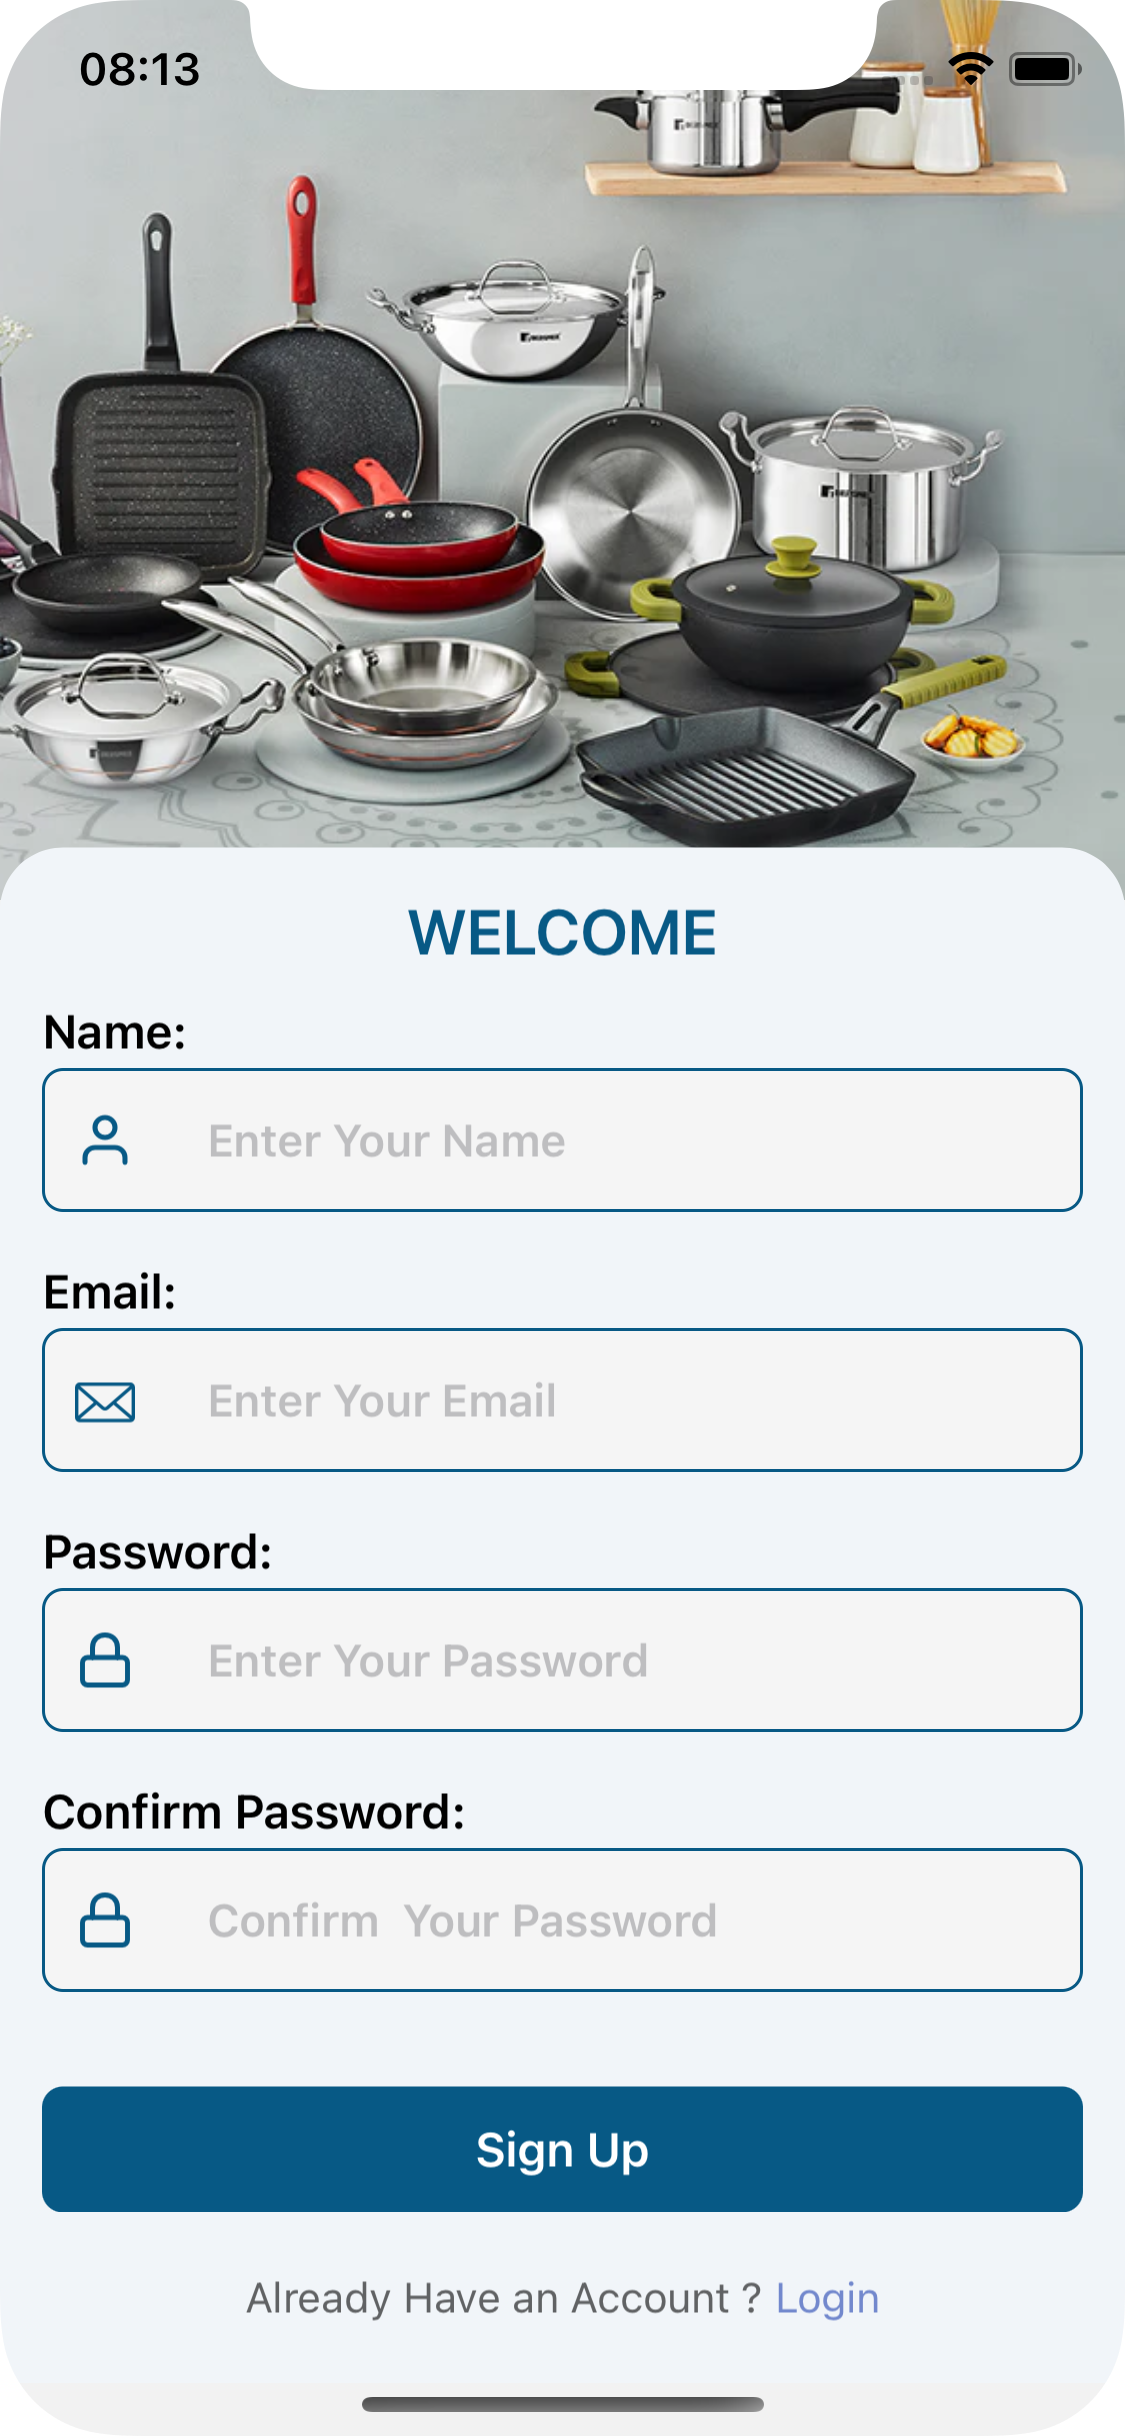 08:13
WELCOME
Name:
Enter Your Name
Email:
Enter Your Email
Password:
Enter Your Password
Confirm Password:
Confirm  Your Password
Sign Up
Already Have an Account ? Login